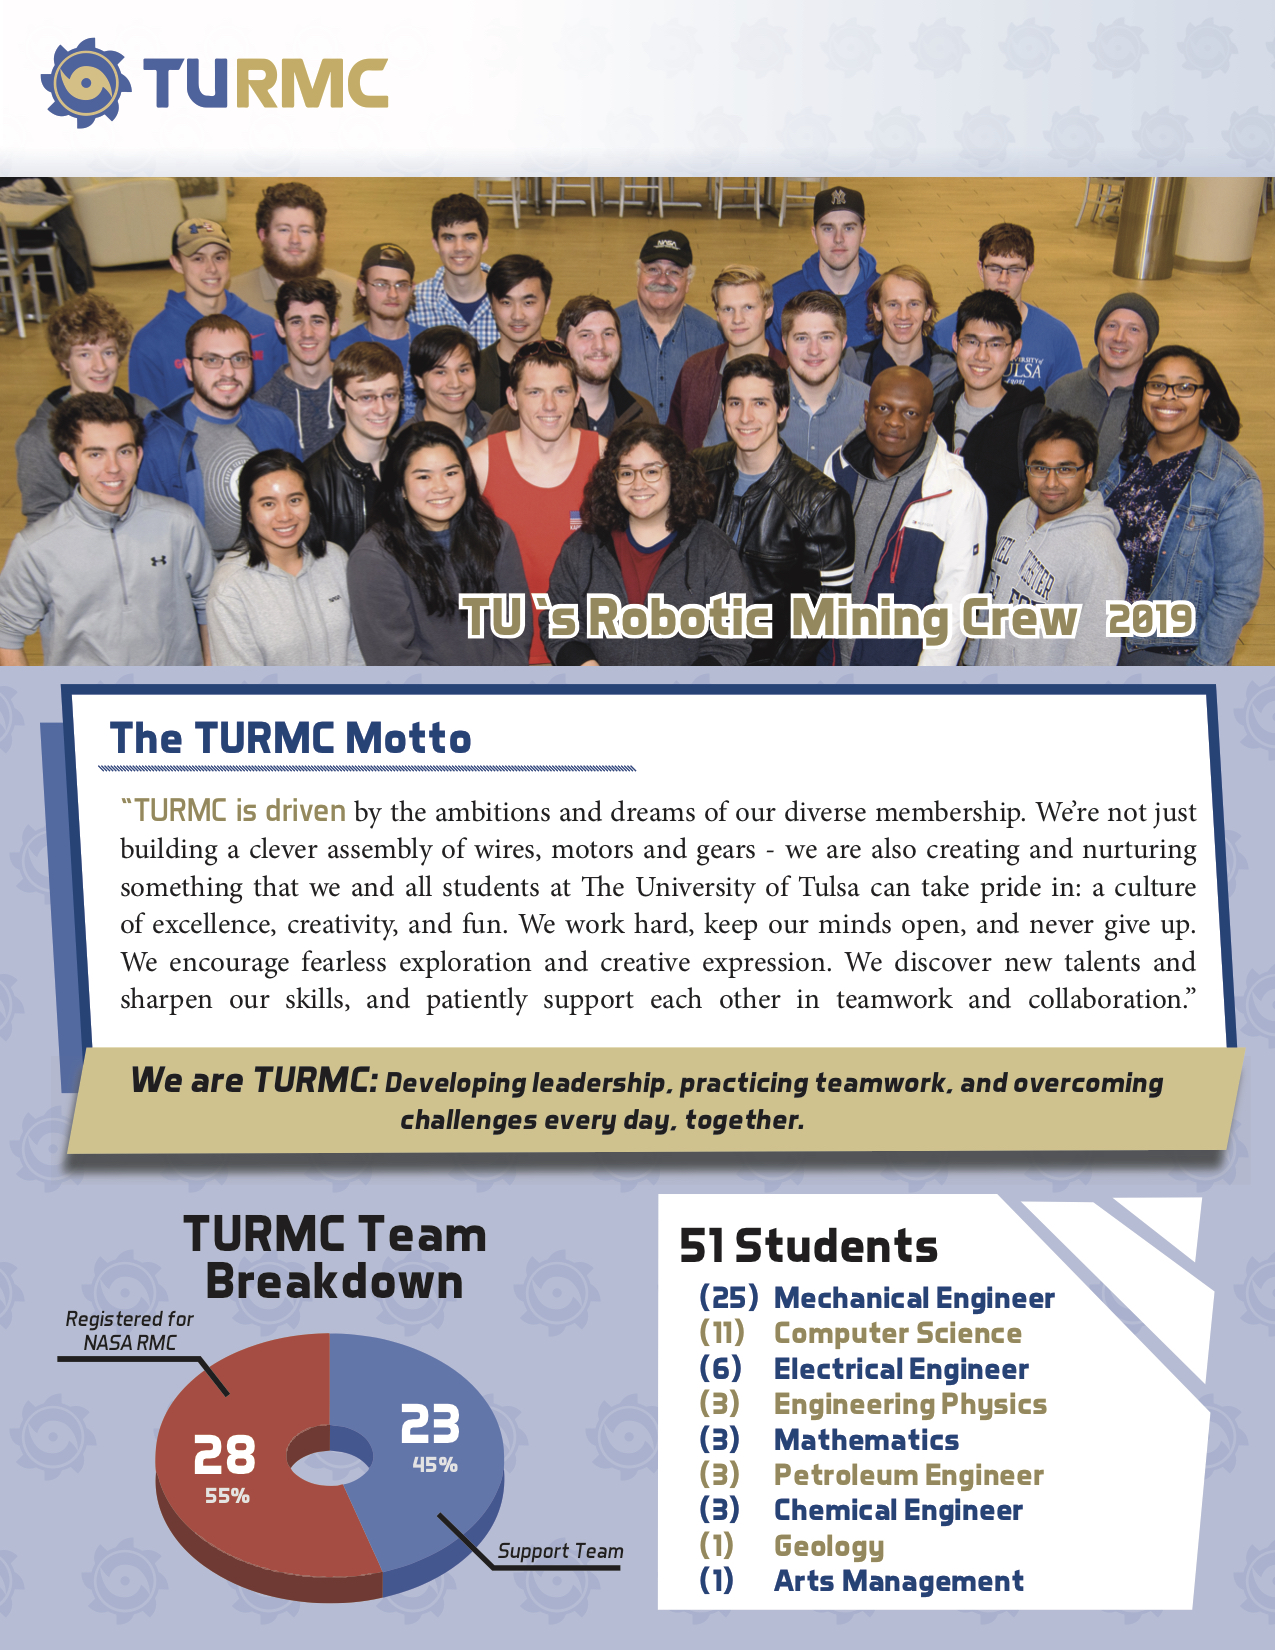 TURMC
TU `s Robotic Mining Crew 2019
The TURMC Motto
“TURMC is driven by the ambitions and dreams of our diverse membership. We’re not just
building a clever assembly of wires, motors and gears - we are also creating and nurturing
something that we and all students at The University of Tulsa can take pride in: a culture
of excellence, creativity, and fun. We work hard, keep our minds open, and never give up.
We encourage fearless exploration and creative expression. We discover new talents and
sharpen our skills, and patiently support each other in teamwork and collaboration.”
We are TURMC: Developing leadership, practicing teamwork, and overcoming
challenges every day, together.
TURMC Team
Breakdown
Registered for
NASA RMC
28
55%
23
45%
Support Team
51 Students
(25) Mechanical Engineer
(11) Computer Science
(6) Electrical Engineer
(3) Engineering Physics
(3) Mathematics
(3) Petroleum Engineer
(3) Chemical Engineer
(1) Geology
(1) Arts Management